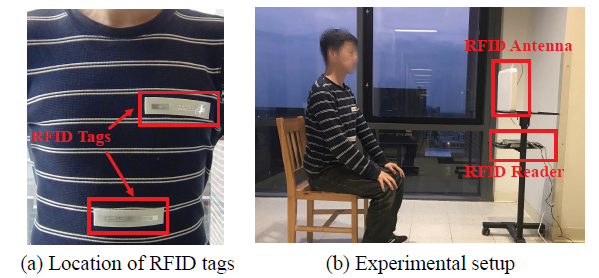 RFID Tags
RFID Antenna
RFID Reader
(a) Location of RFID tags
(b) Experimental setup